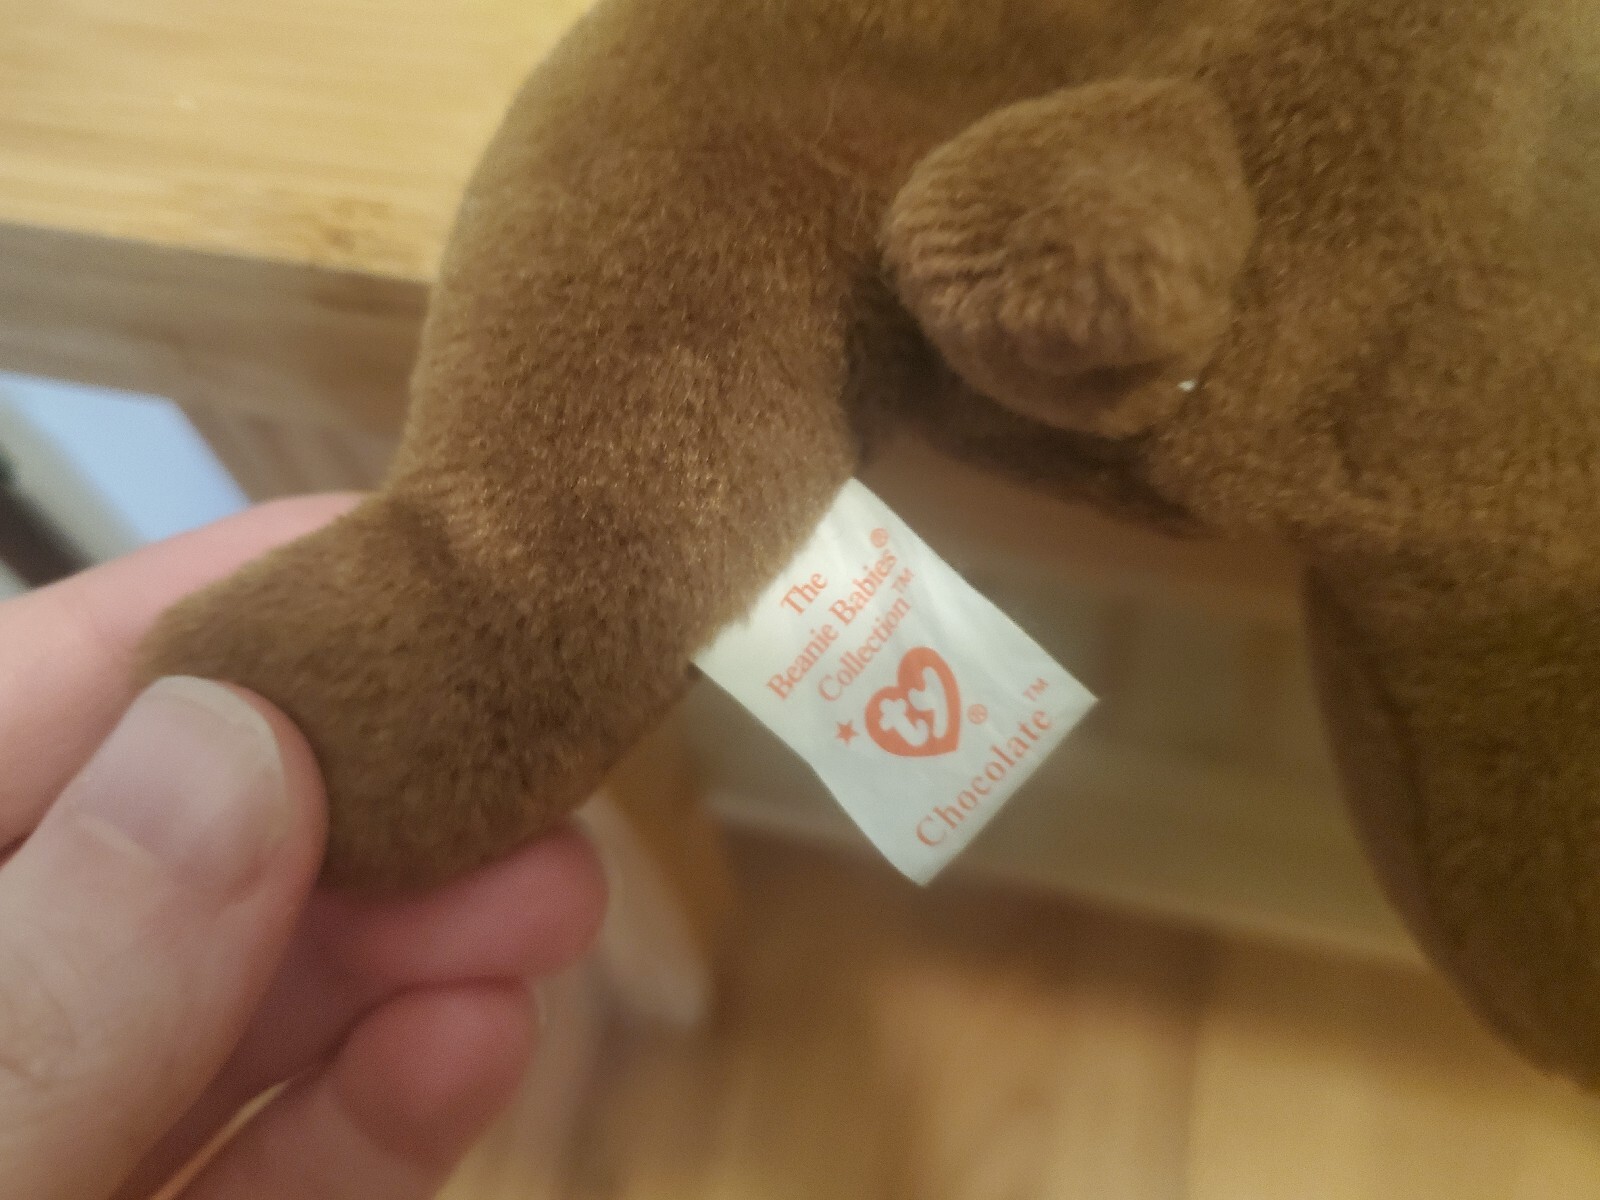 The
Beanie Babies®
Collection™
ty®
Chocolate™